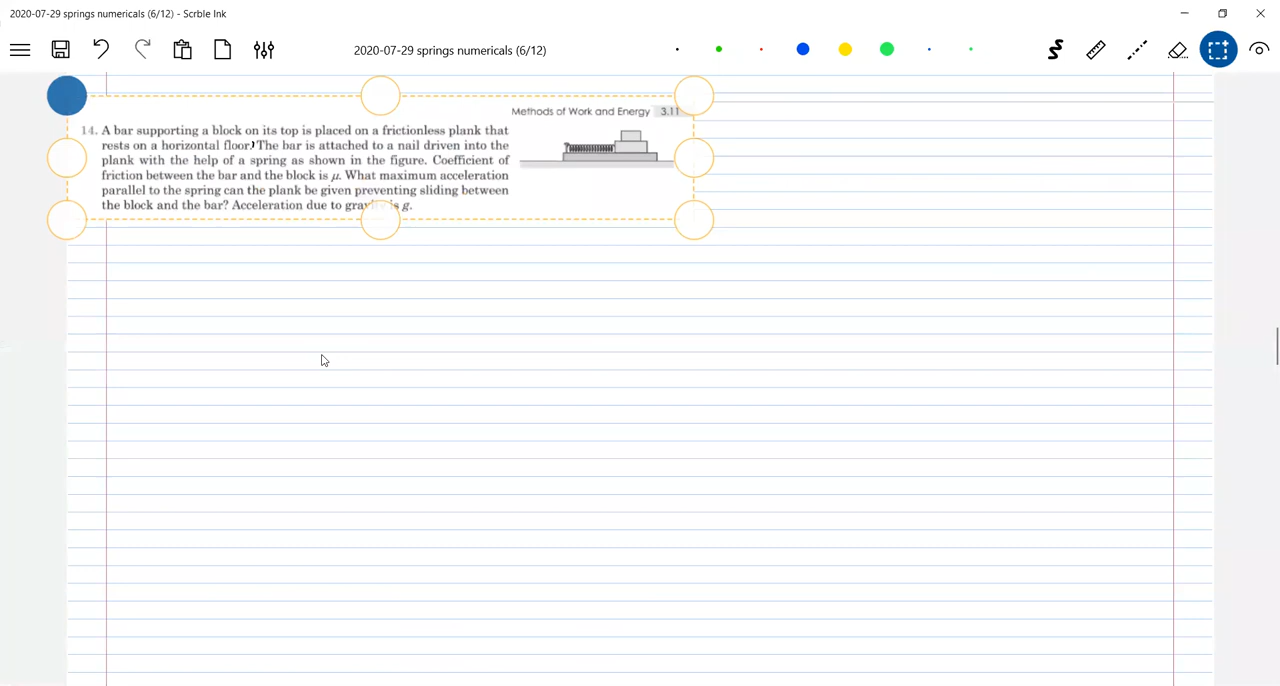 2020-07-29 springs numericals (6/12) - Scrble Ink
2020-07-29 springs numericals (6/12)
Methods of Work and Energy 3.11
14. A bar supporting a block on its top is placed on a frictionless plank that
rests on a horizontal floor. The bar is attached to a nail driven into the
plank with the help of a spring as shown in the figure. Coefficient of
friction between the bar and the block is μ. What maximum acceleration
parallel to the spring can the plank be given preventing sliding between
the block and the bar? Acceleration due to gravity is g.